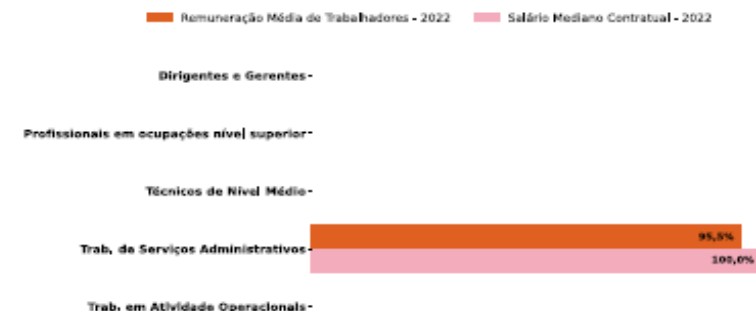 Remuneração Média de Trabalhadores - 2022 Salário Mediano Contratual - 2022
Dirigentes e Gerentes
Profissionais em ocupações nível superior
Técnicos de Nível Médio
Trab. de Serviços Administrativos
95,5%
100,0%
Trab. em Atividade Operacionais